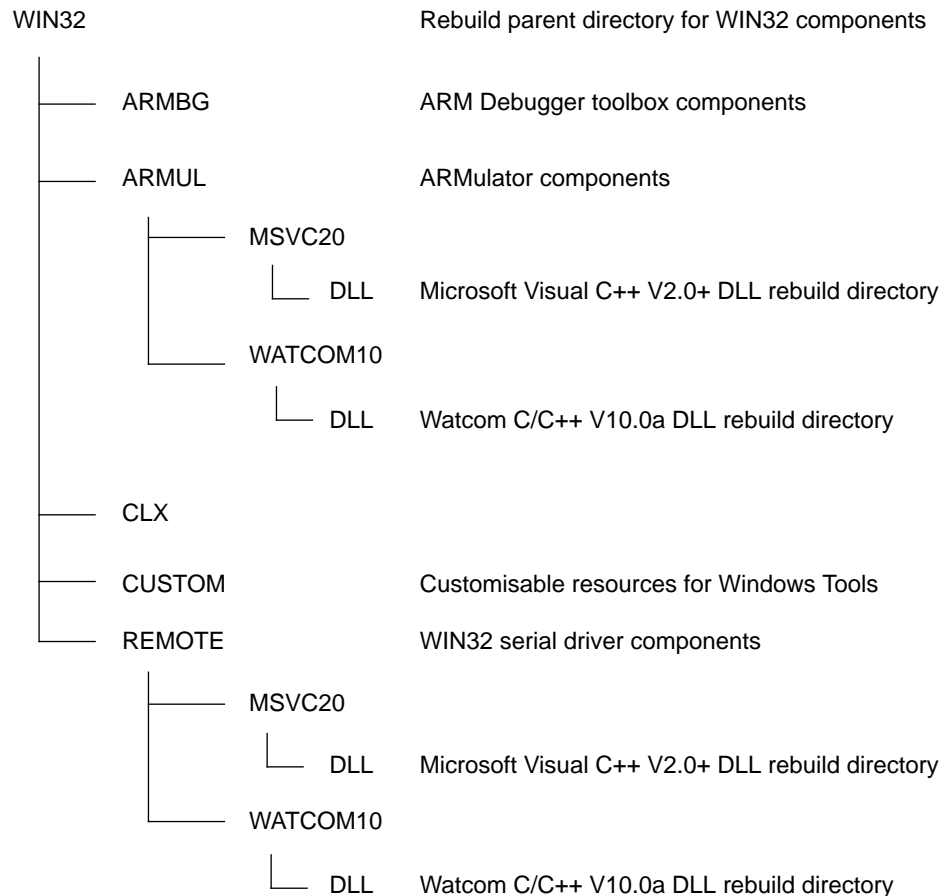 WIN32 Rebuild parent directory for WIN32 components
ARMBG ARM Debugger toolbox components
ARMUL ARMulator components
MSVC20
DLL Microsoft Visual C++ V2.0+ DLL rebuild directory
WATCOM10
DLL Watcom C/C++ V10.0a DLL rebuild directory
CLX
CUSTOM Customisable resources for Windows Tools
REMOTE WIN32 serial driver components
MSVC20
DLL Microsoft Visual C++ V2.0+ DLL rebuild directory
WATCOM10
DLL Watcom C/C++ V10.0a DLL rebuild directory